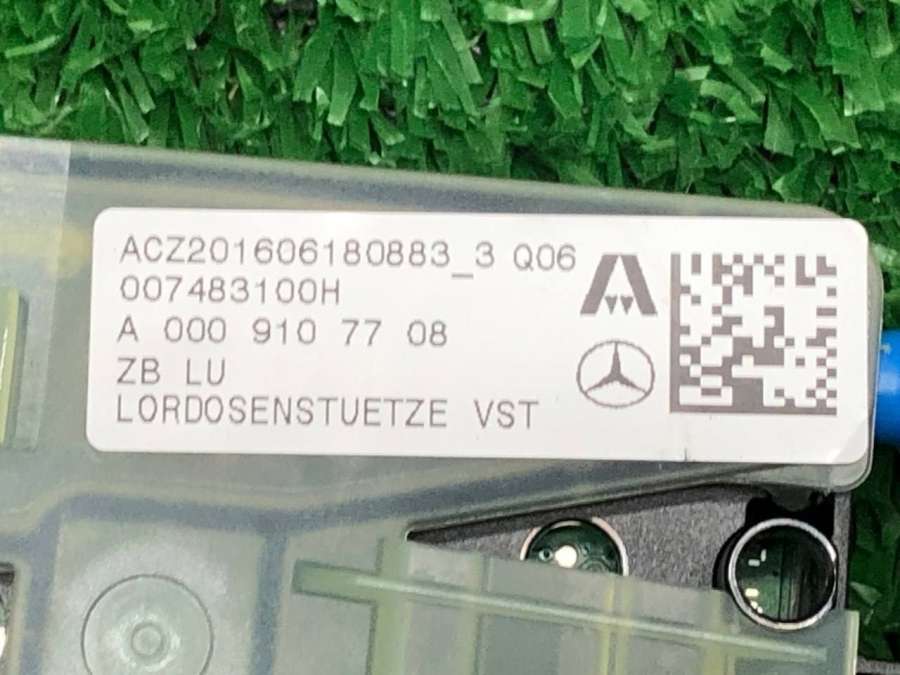 ACZ201606180883_3 Q06
007483100H
A 000 910 77 08
ZB LU
LORDOSENSTUETZE VST